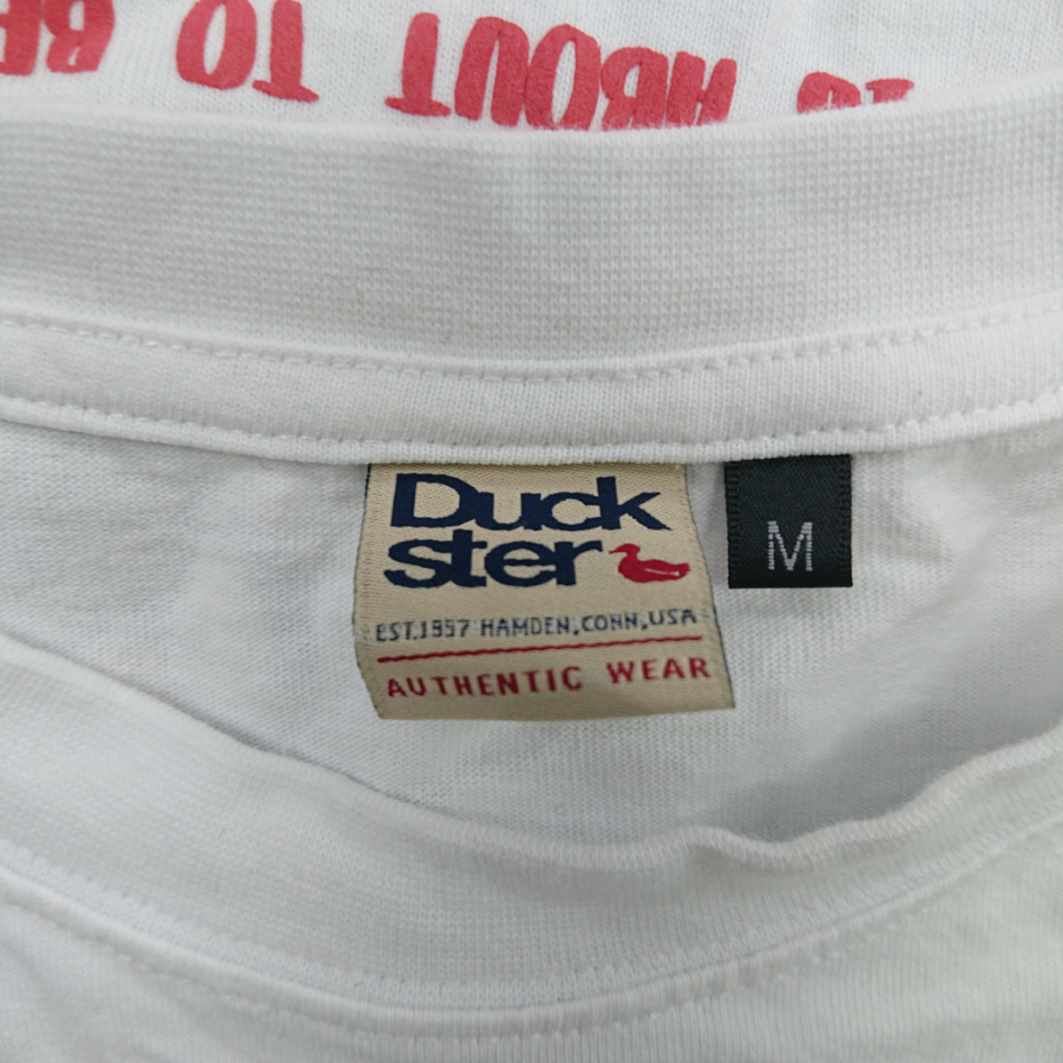 ABOUT TO
Duck
ster
EST.1957 HAMDEN,CONN,USA
AUTHENTIC WEAR
M